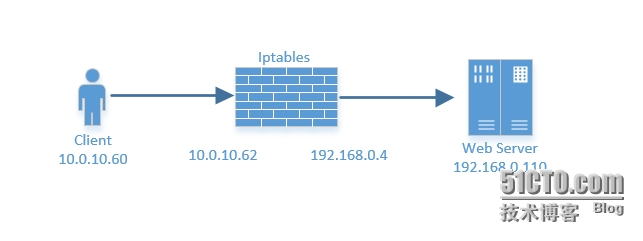 Iptables
Client
10.0.10.60
10.0.10.62
192.168.0.4
Web Server
192.168.0.110
51CTO.com
技术博客 Blog